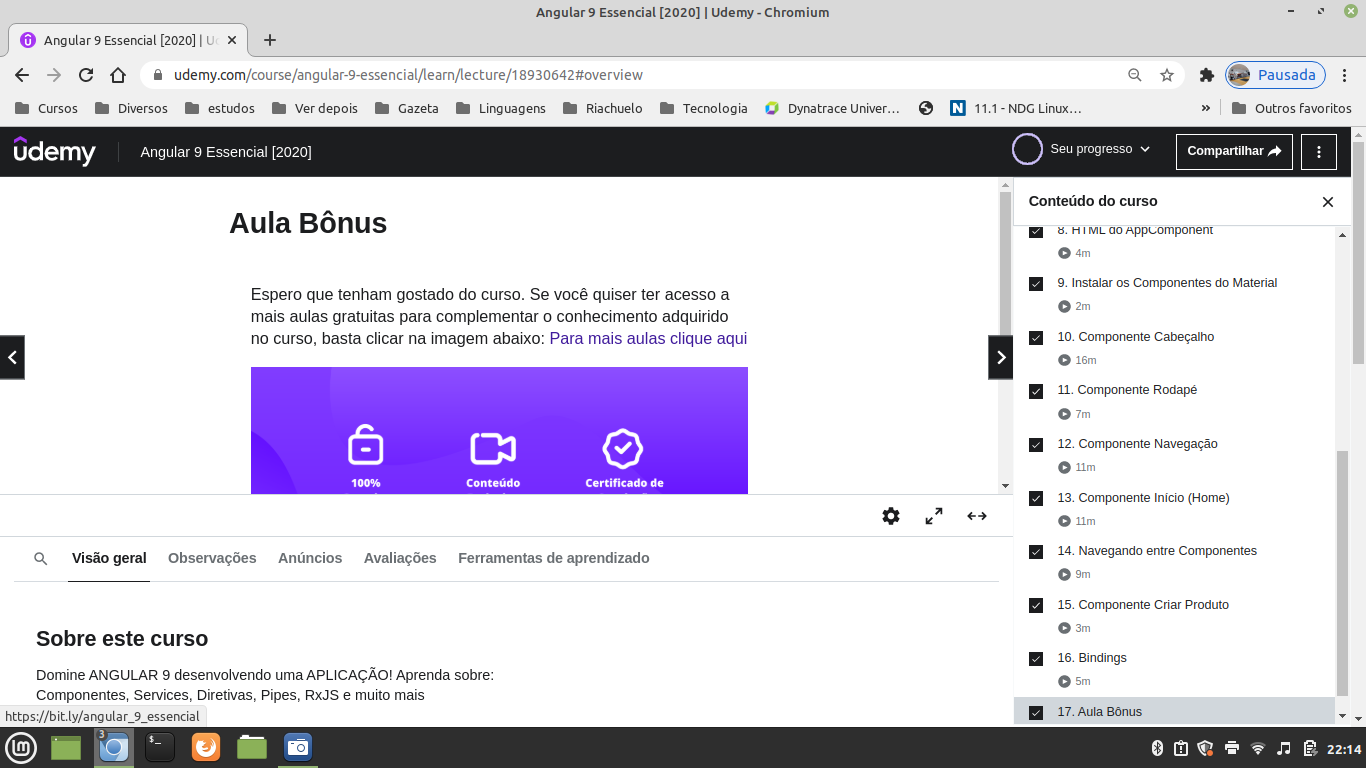 Angular 9 Essencial [2020] | Udemy - Chromium
Angular 9 Essencial [2020] | Ud
udemy.com/course/angular-9-essencial/learn/lecture/18930642#overview
Pausada
Cursos Diversos estudos Ver depois Gazeta Linguagens Riachuelo Tecnologia Dynatrace Univer… 11.1 - NDG Linux… » Outros favoritos
udemy
Angular 9 Essencial [2020]
Seu progresso
Compartilhar
Aula Bônus
Espero que tenham gostado do curso. Se você quiser ter acesso a
mais aulas gratuitas para complementar o conhecimento adquirido
no curso, basta clicar na imagem abaixo: Para mais aulas clique aqui
100% Conteúdo Certificado de
Visão geral Observações Anúncios Avaliações Ferramentas de aprendizado
Sobre este curso
Domine ANGULAR 9 desenvolvendo uma APLICAÇÃO! Aprenda sobre:
Componentes, Services, Diretivas, Pipes, RxJS e muito mais
https://bit.ly/angular_9_essencial
Conteúdo do curso
8. HTML do AppComponent
4m
9. Instalar os Componentes do Material
2m
10. Componente Cabeçalho
16m
11. Componente Rodapé
7m
12. Componente Navegação
11m
13. Componente Início (Home)
11m
14. Navegando entre Componentes
9m
15. Componente Criar Produto
3m
16. Bindings
5m
17. Aula Bônus
3
$_
22:14